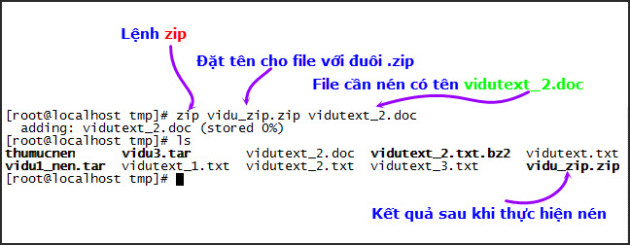 Lệnh zip
Đặt tên cho file với đuôi .zip
File cần nén có tên vidutext_2.doc
[root@localhost tmp]# zip vidu_zip.zip vidutext_2.doc
  adding: vidutext_2.doc (stored 0%)
[root@localhost tmp]# ls
thumucnen vidu3.tar vidutext_2.doc vidutext_2.txt.bz2 vidutext.txt
vidu1_nen.tar vidutext_1.txt vidutext_2.txt vidutext_3.txt vidu_zip.zip
[root@localhost tmp]#
Kết quả sau khi thực hiện nén